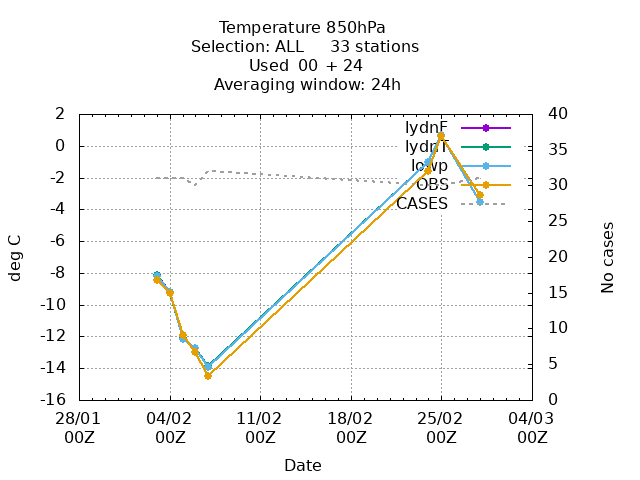 Temperature 850hPa
Selection: ALL 33 stations
Used 00 + 24
Averaging window: 24h
2
0
-2
-4
-6
-8
-10
-12
-14
-16
deg C
40
35
30
25
20
15
10
5
0
No cases
lydnF
lydnT
lowp
OBS
CASES
28/01 04/02 11/02 18/02 25/02 04/03
00Z 00Z 00Z 00Z 00Z 00Z
Date